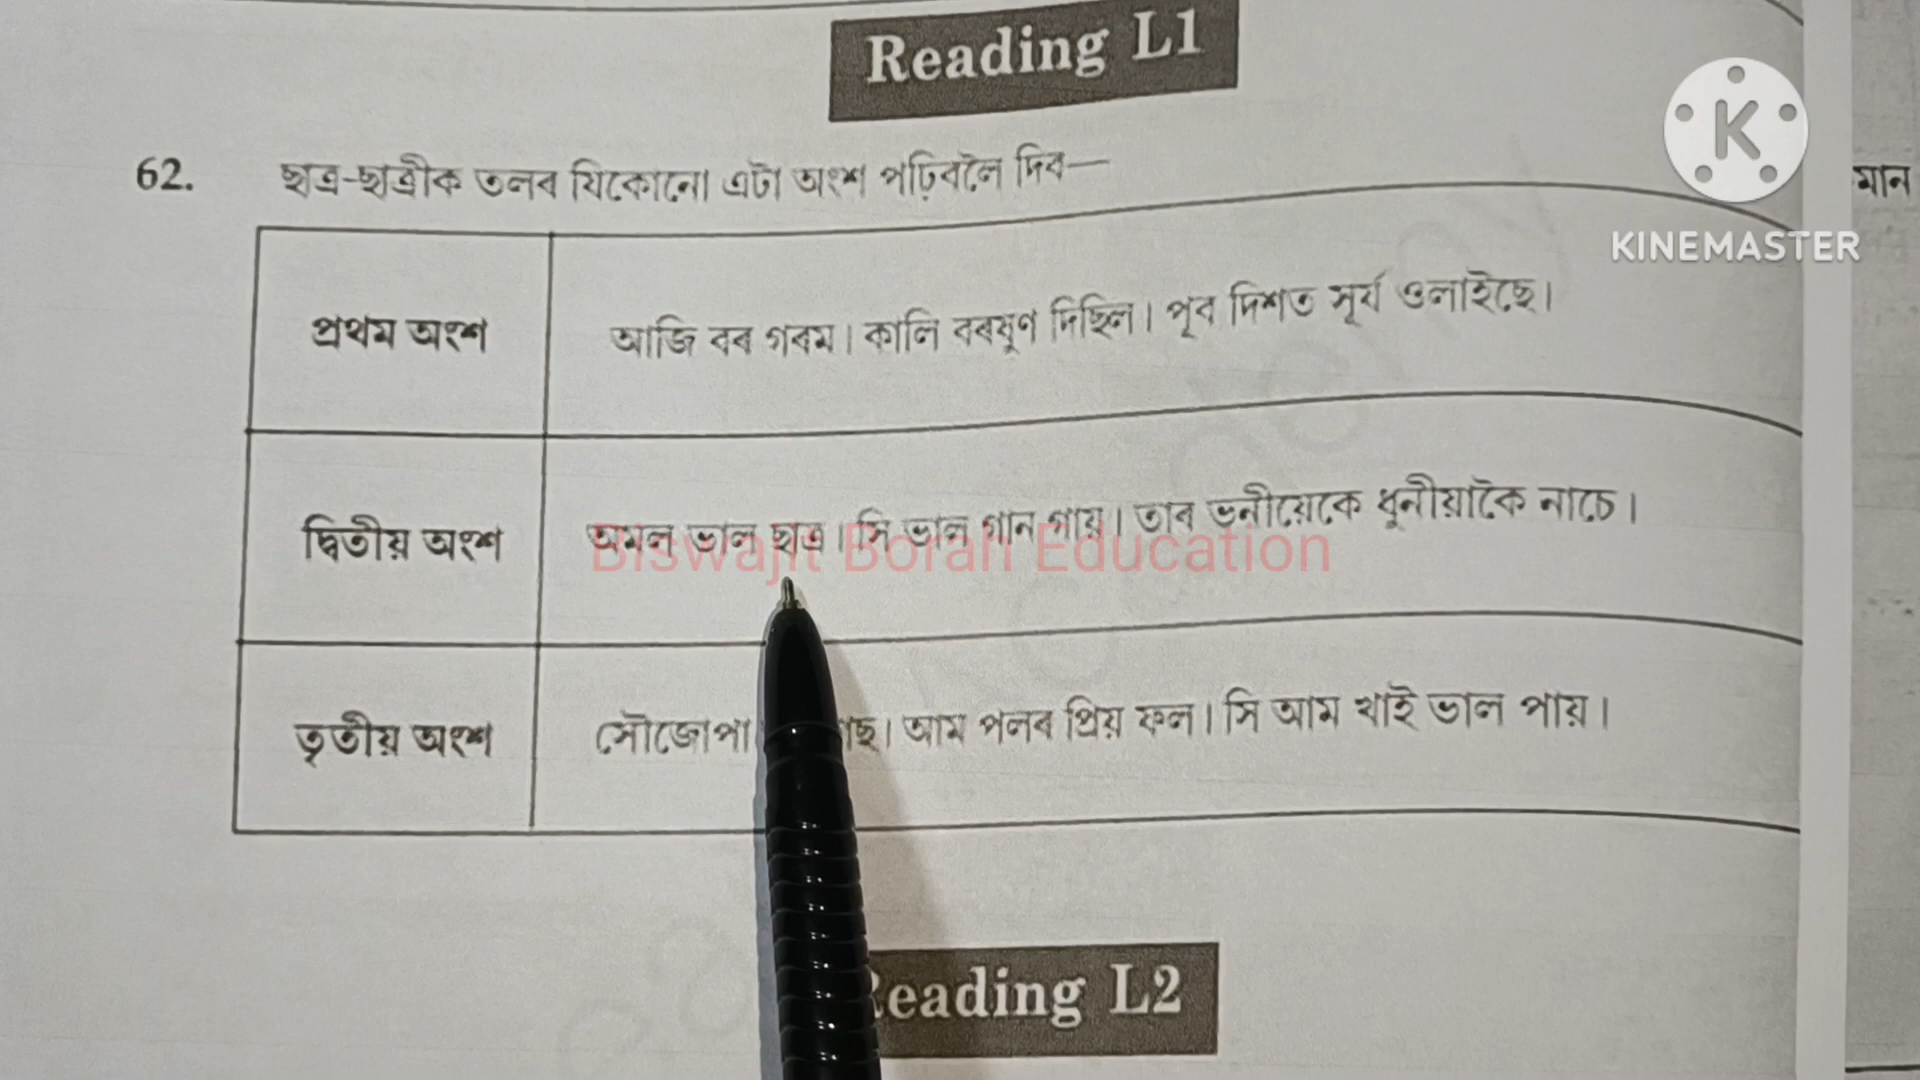 Reading L1
62. ছাত্ৰ-ছাত্ৰীক তলৰ যিকোনো এটা অংশ পঢ়িবলৈ দিব—
মান
KINEMASTER
প্ৰথম অংশ
আজি বৰ গৰম। কালি বৰষুণ দিছিল। পূব দিশত সূৰ্য ওলাইছে।
দ্বিতীয় অংশ
অমল ভাল ছাত্ৰ। সি ভাল গান গায়। তাৰ ভনীয়েকে ধুনীয়াকৈ নাচে।
Biswajit Borah Education
তৃতীয় অংশ
সৌজোপা আম পলৰ প্ৰিয় ফল। সি আম খাই ভাল পায়।
Reading L2